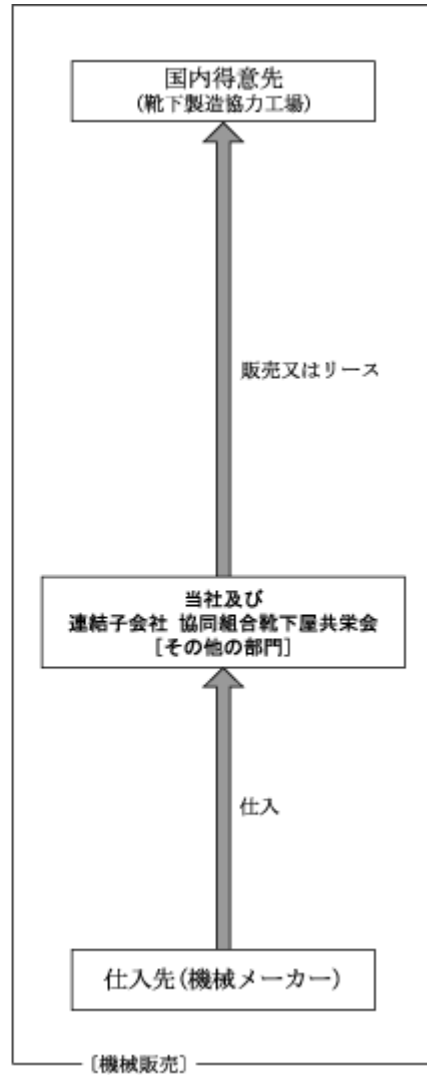 国内得意先
(靴下製造協力工場)
販売又はリース
当社及び
連結子会社 協同組合靴下屋共栄会
[その他の部門]
仕入
仕入先(機械メーカー)
〔機械販売〕